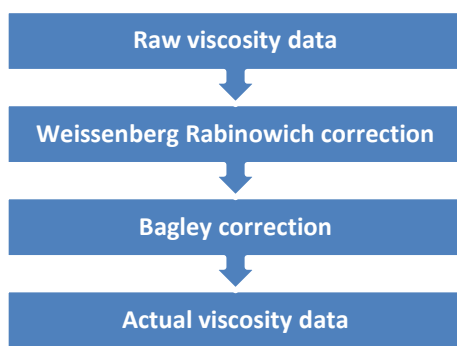 Raw viscosity data
Weissenberg Rabinowich correction
Bagley correction
Actual viscosity data